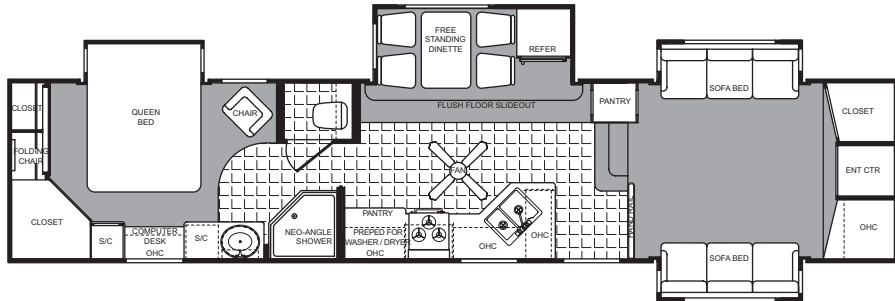 FREE
STANDING
DINETTE
REFER
SOFA BED
CLOSET
QUEEN
BED
CHAIR
FLUSH FLOOR SLIDEOUT
PANTRY
CLOSET
FOLDING
CHAIR
FAN
ENT CTR
CLOSET
PANTRY
HAND RAIL
S/C
COMPUTER
DESK
OHC
S/C
NEO-ANGLE
SHOWER
PREPED FOR
WASHER / DRYER
OHC
OHC
OHC
OHC
SOFA BED